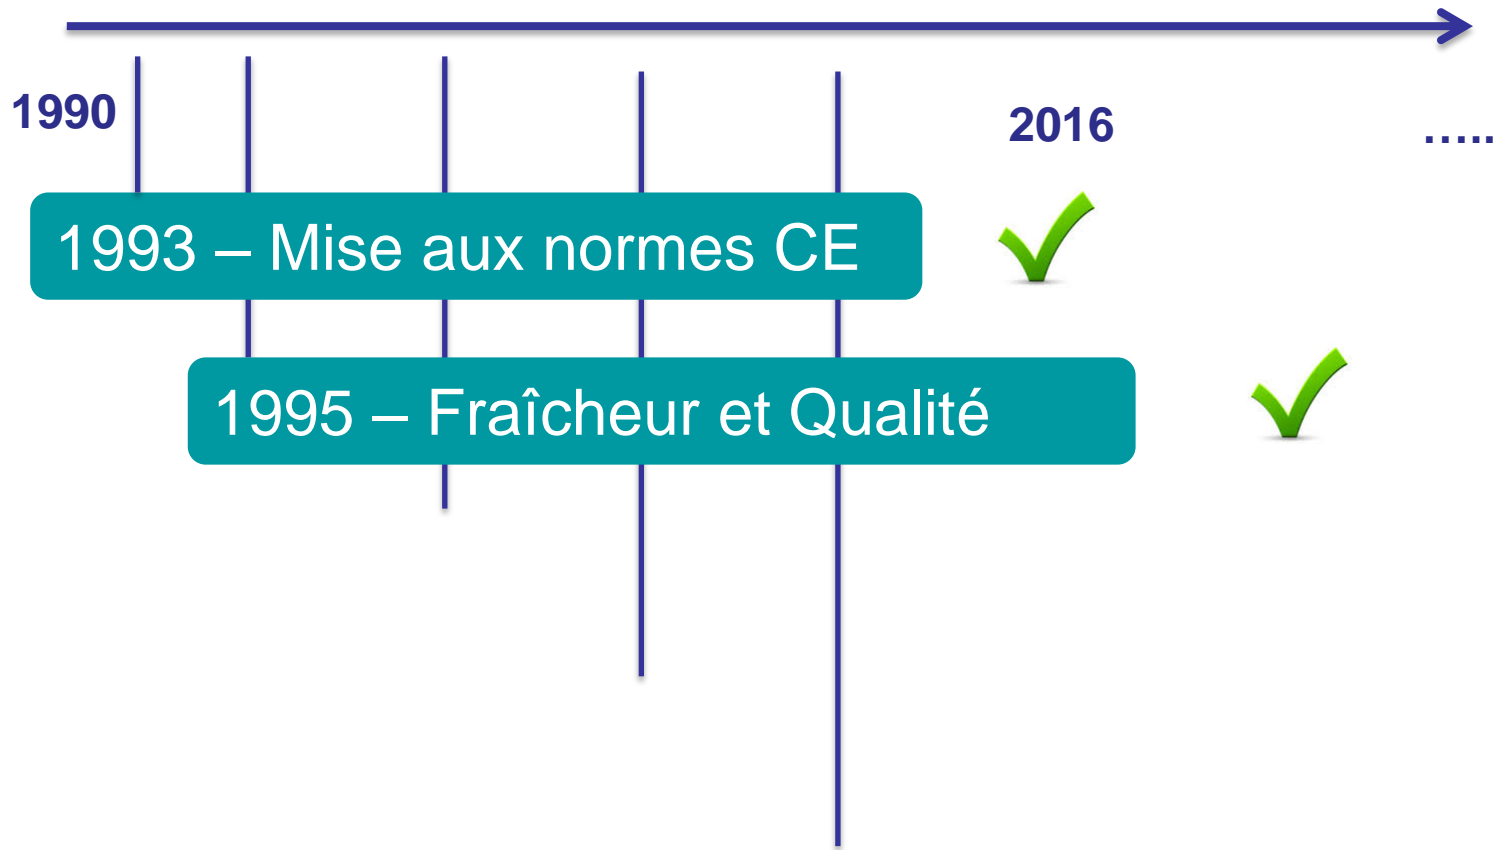 1990
2016
…..
1993 – Mise aux normes CE
1995 – Fraîcheur et Qualité